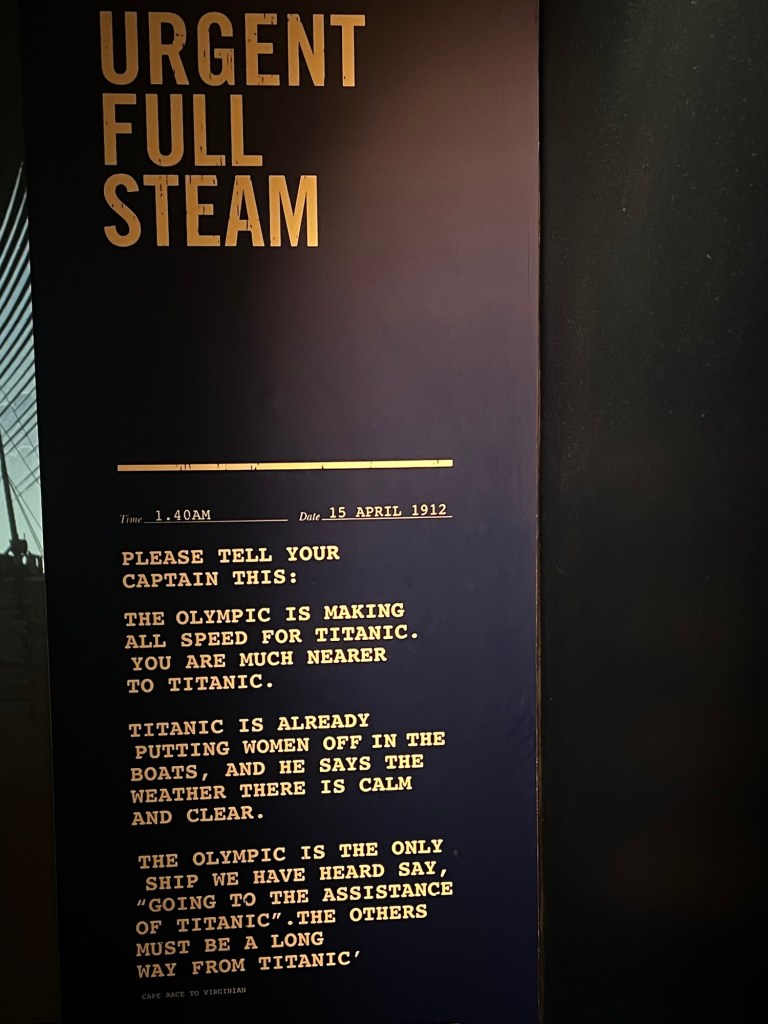 URGENT
FULL
STEAM
Time 1.40AM Date 15 APRIL 1912
PLEASE TELL YOUR
CAPTAIN THIS:
THE OLYMPIC IS MAKING
ALL SPEED FOR TITANIC.
YOU ARE MUCH NEARER
TO TITANIC.
TITANIC IS ALREADY
PUTTING WOMEN OFF IN THE
BOATS, AND HE SAYS THE
WEATHER THERE IS CALM
AND CLEAR.
THE OLYMPIC IS THE ONLY
SHIP WE HAVE HEARD SAY,
“GOING TO THE ASSISTANCE
OF TITANIC”.THE OTHERS
MUST BE A LONG
WAY FROM TITANIC’
CAPE RACE TO VIRGINIAN